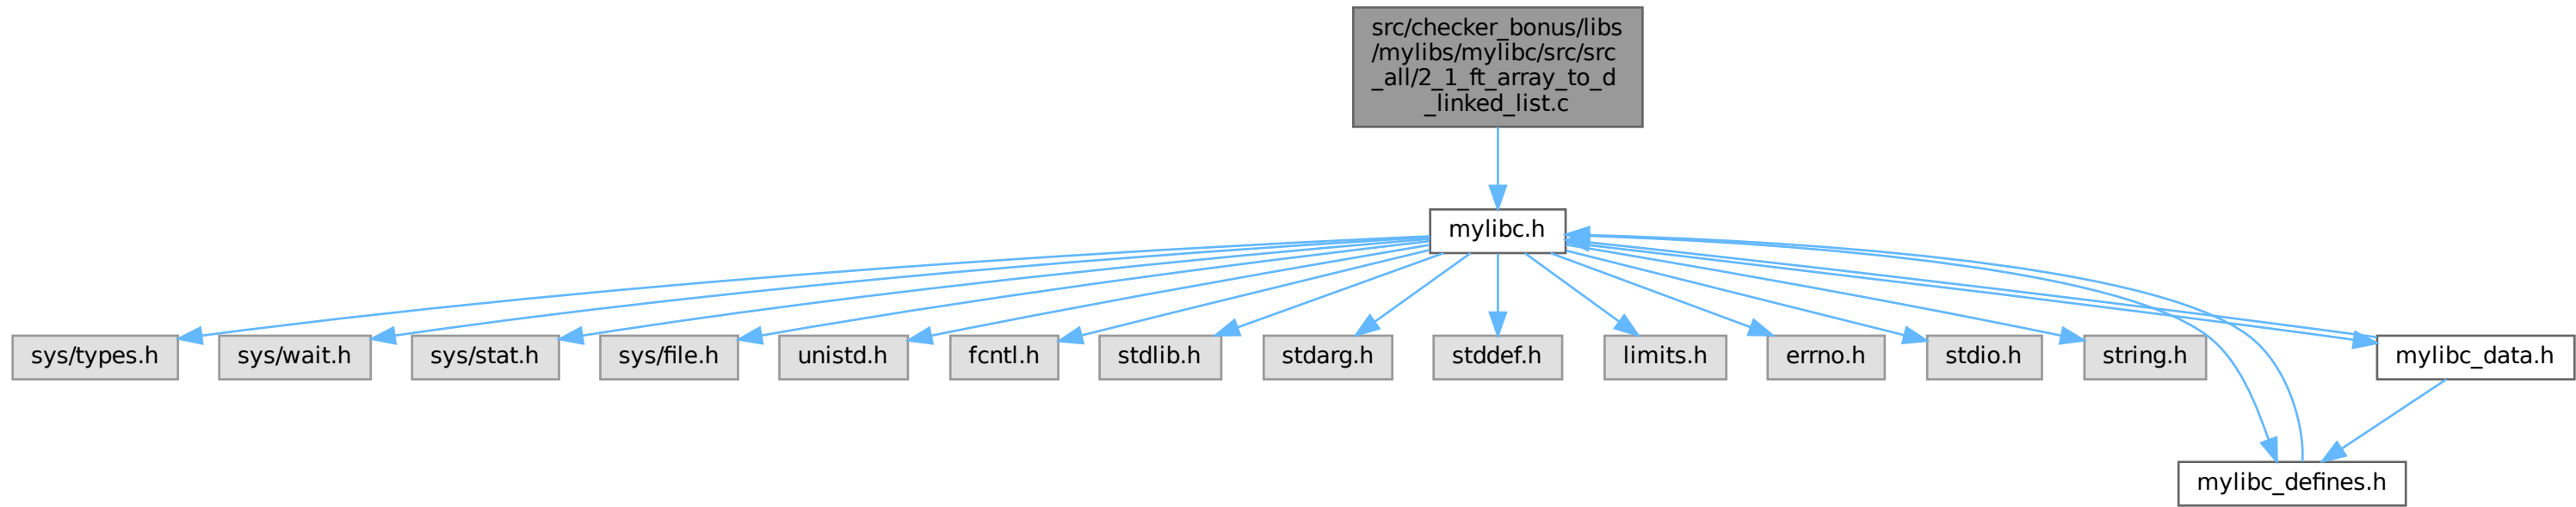 src/checker_bonus/libs
/mylibs/mylibc/src/src
_all/2_1_ft_array_to_d
_linked_list.c
mylibc.h
sys/types.h
sys/wait.h
sys/stat.h
sys/file.h
unistd.h
fcntl.h
stdlib.h
stdarg.h
stddef.h
limits.h
errno.h
stdio.h
string.h
mylibc_data.h
mylibc_defines.h